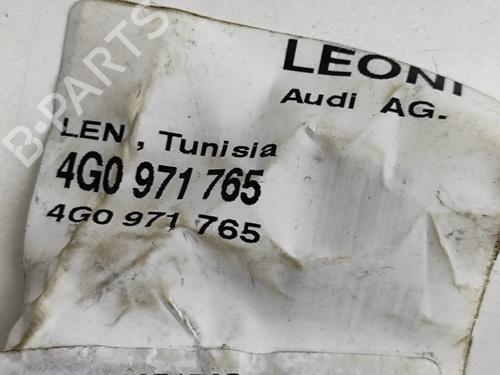 LEONI
Audi AG.
LEN , Tunisia
4G0 971 765
4G0 971 765
B-PARTS